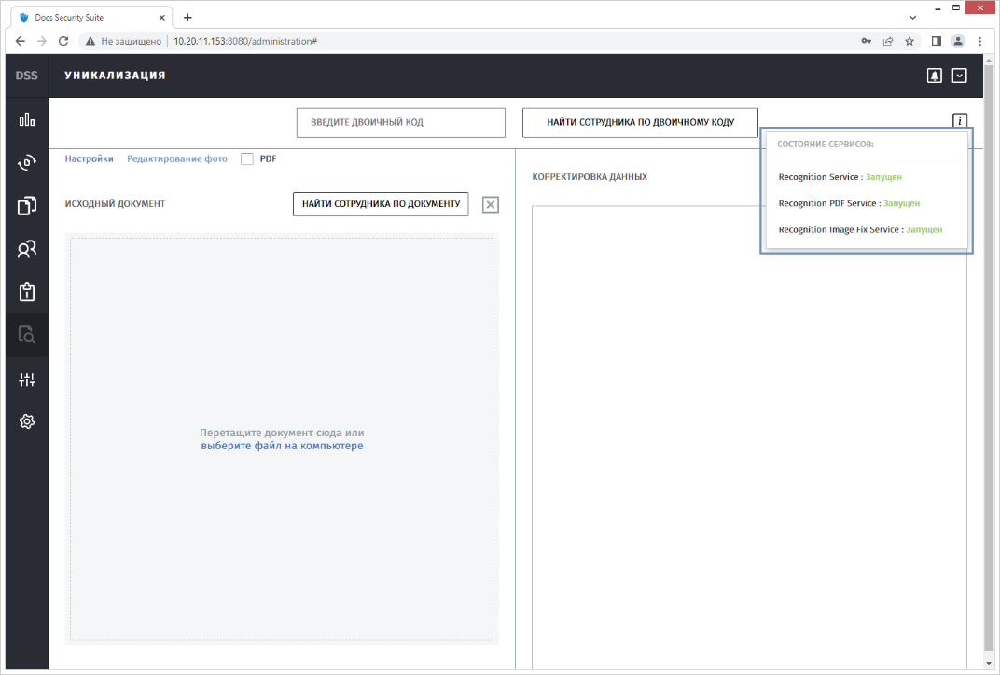 Docs Security Suite
Не защищено
10.20.11.153:8080/administration#
DSS
УНИКАЛИЗАЦИЯ
ВВЕДИТЕ ДВОИЧНЫЙ КОД
НАЙТИ СОТРУДНИКА ПО ДВОИЧНОМУ КОДУ
i
СОСТОЯНИЕ СЕРВИСОВ:
Recognition Service : Запущен
Recognition PDF Service : Запущен
Recognition Image Fix Service : Запущен
Настройки
Редактирование фото
PDF
ИСХОДНЫЙ ДОКУМЕНТ
НАЙТИ СОТРУДНИКА ПО ДОКУМЕНТУ
Перетащите документ сюда или
выберите файл на компьютере
КОРРЕКТИРОВКА ДАННЫХ